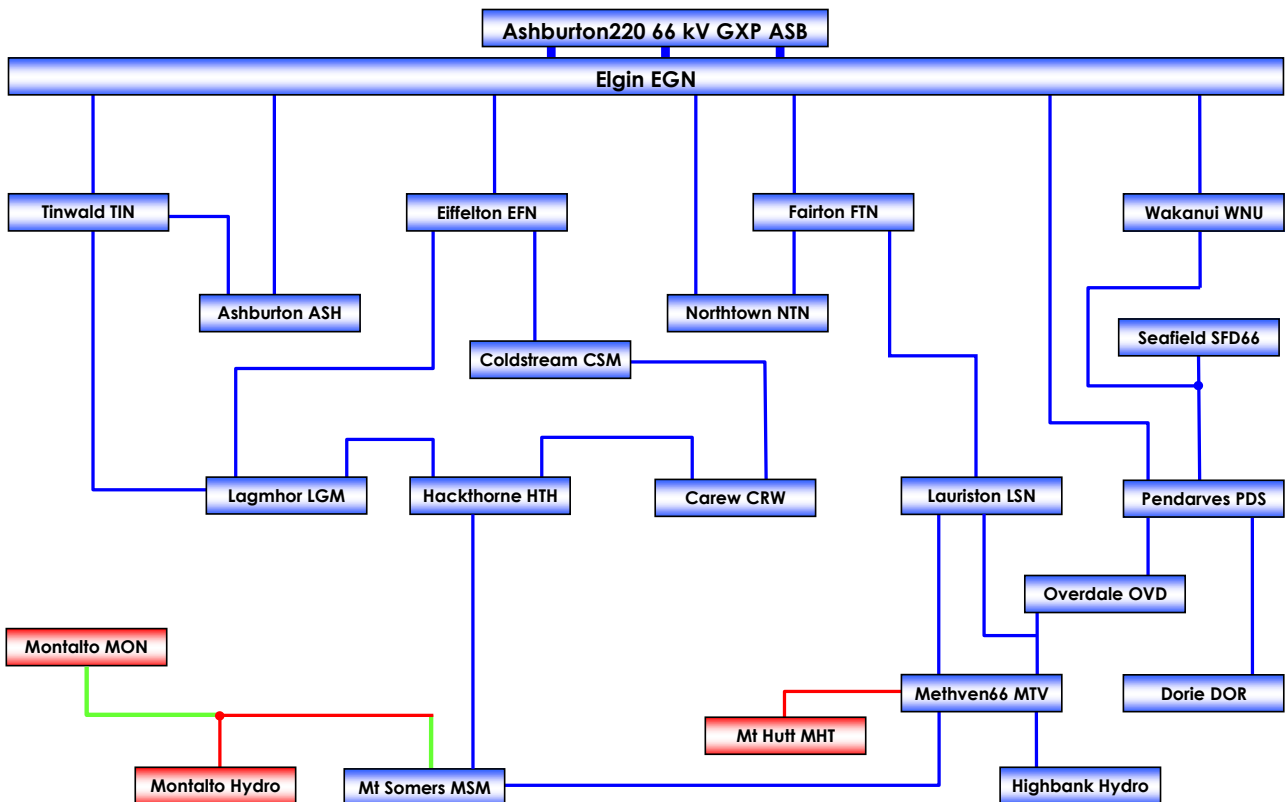 Ashburton220 66 kV GXP ASB
Elgin EGN
Tinwald TIN
Eiffelton EFN
Fairton FTN
Wakanui WNU
Ashburton ASH
Northtown NTN
Seafield SFD66
Coldstream CSM
Lagmhor LGM
Hackthorne HTH
Carew CRW
Lauriston LSN
Pendarves PDS
Overdale OVD
Montalto MON
Methven66 MTV
Dorie DOR
Mt Hutt MHT
Montalto Hydro
Mt Somers MSM
Highbank Hydro